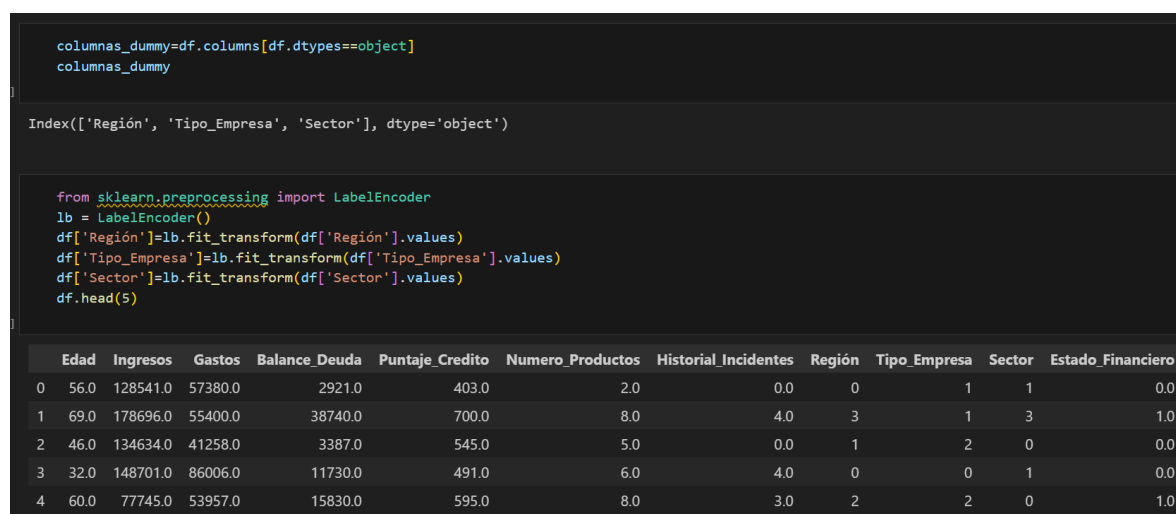 columnas_dummy=df.columns[df.dtypes==object]
columnas_dummy
]
Index(['Región', 'Tipo_Empresa', 'Sector'], dtype='object')
from sklearn.preprocessing import LabelEncoder
lb = LabelEncoder()
df['Región']=lb.fit_transform(df['Región'].values)
df['Tipo_Empresa']=lb.fit_transform(df['Tipo_Empresa'].values)
df['Sector']=lb.fit_transform(df['Sector'].values)
df.head(5)
]
Edad Ingresos Gastos Balance_Deuda Puntaje_Credito Numero_Productos Historial_Incidentes Región Tipo_Empresa Sector Estado_Financiero
0 56.0 128541.0 57380.0 2921.0 403.0 2.0 0.0 0 1 1 0.0
1 69.0 178696.0 55400.0 38740.0 700.0 8.0 4.0 3 1 3 1.0
2 46.0 134634.0 41258.0 3387.0 545.0 5.0 0.0 1 2 0 0.0
3 32.0 148701.0 86006.0 11730.0 491.0 6.0 4.0 0 0 1 0.0
4 60.0 77745.0 53957.0 15830.0 595.0 8.0 3.0 2 2 0 1.0